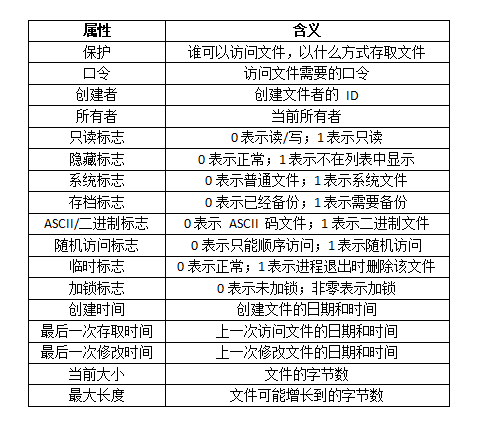 属性 含义
保护 谁可以访问文件，以什么方式存取文件
口令 访问文件需要的口令
创建者 创建文件者的 ID
所有者 当前所有者
只读标志 0表示读/写；1表示只读
隐藏标志 0表示正常；1表示不在列表中显示
系统标志 0表示普通文件；1表示系统文件
存档标志 0表示已经备份；1表示需要备份
ASCII/二进制标志 0表示 ASCII 码文件；1表示二进制文件
随机访问标志 0表示只能顺序访问；1表示随机访问
临时标志 0表示正常；1表示进程退出时删除该文件
加锁标志 0表示未加锁；非零表示加锁
创建时间 创建文件的日期和时间
最后一次存取时间 上一次访问文件的日期和时间
最后一次修改时间 上一次修改文件的日期和时间
当前大小 文件的字节数
最大长度 文件可能增长到的字节数